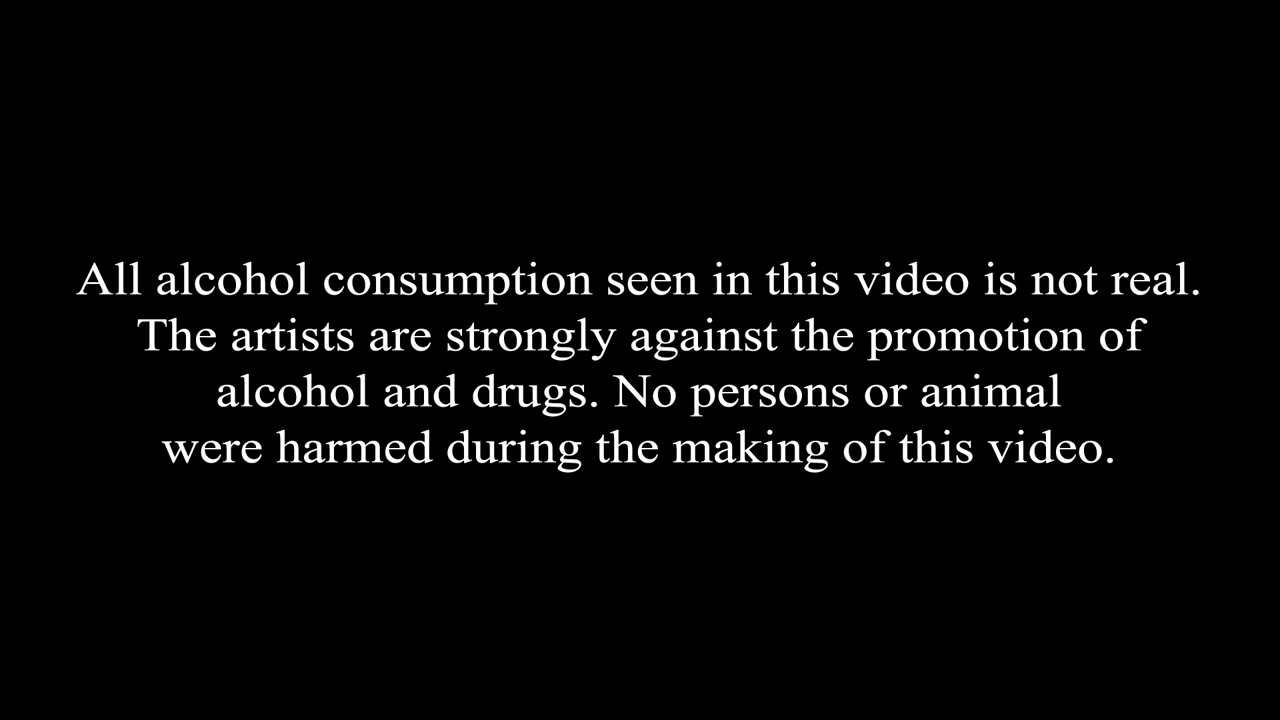 All alcohol consumption seen in this video is not real.
The artists are strongly against the promotion of
alcohol and drugs. No persons or animal
were harmed during the making of this video.